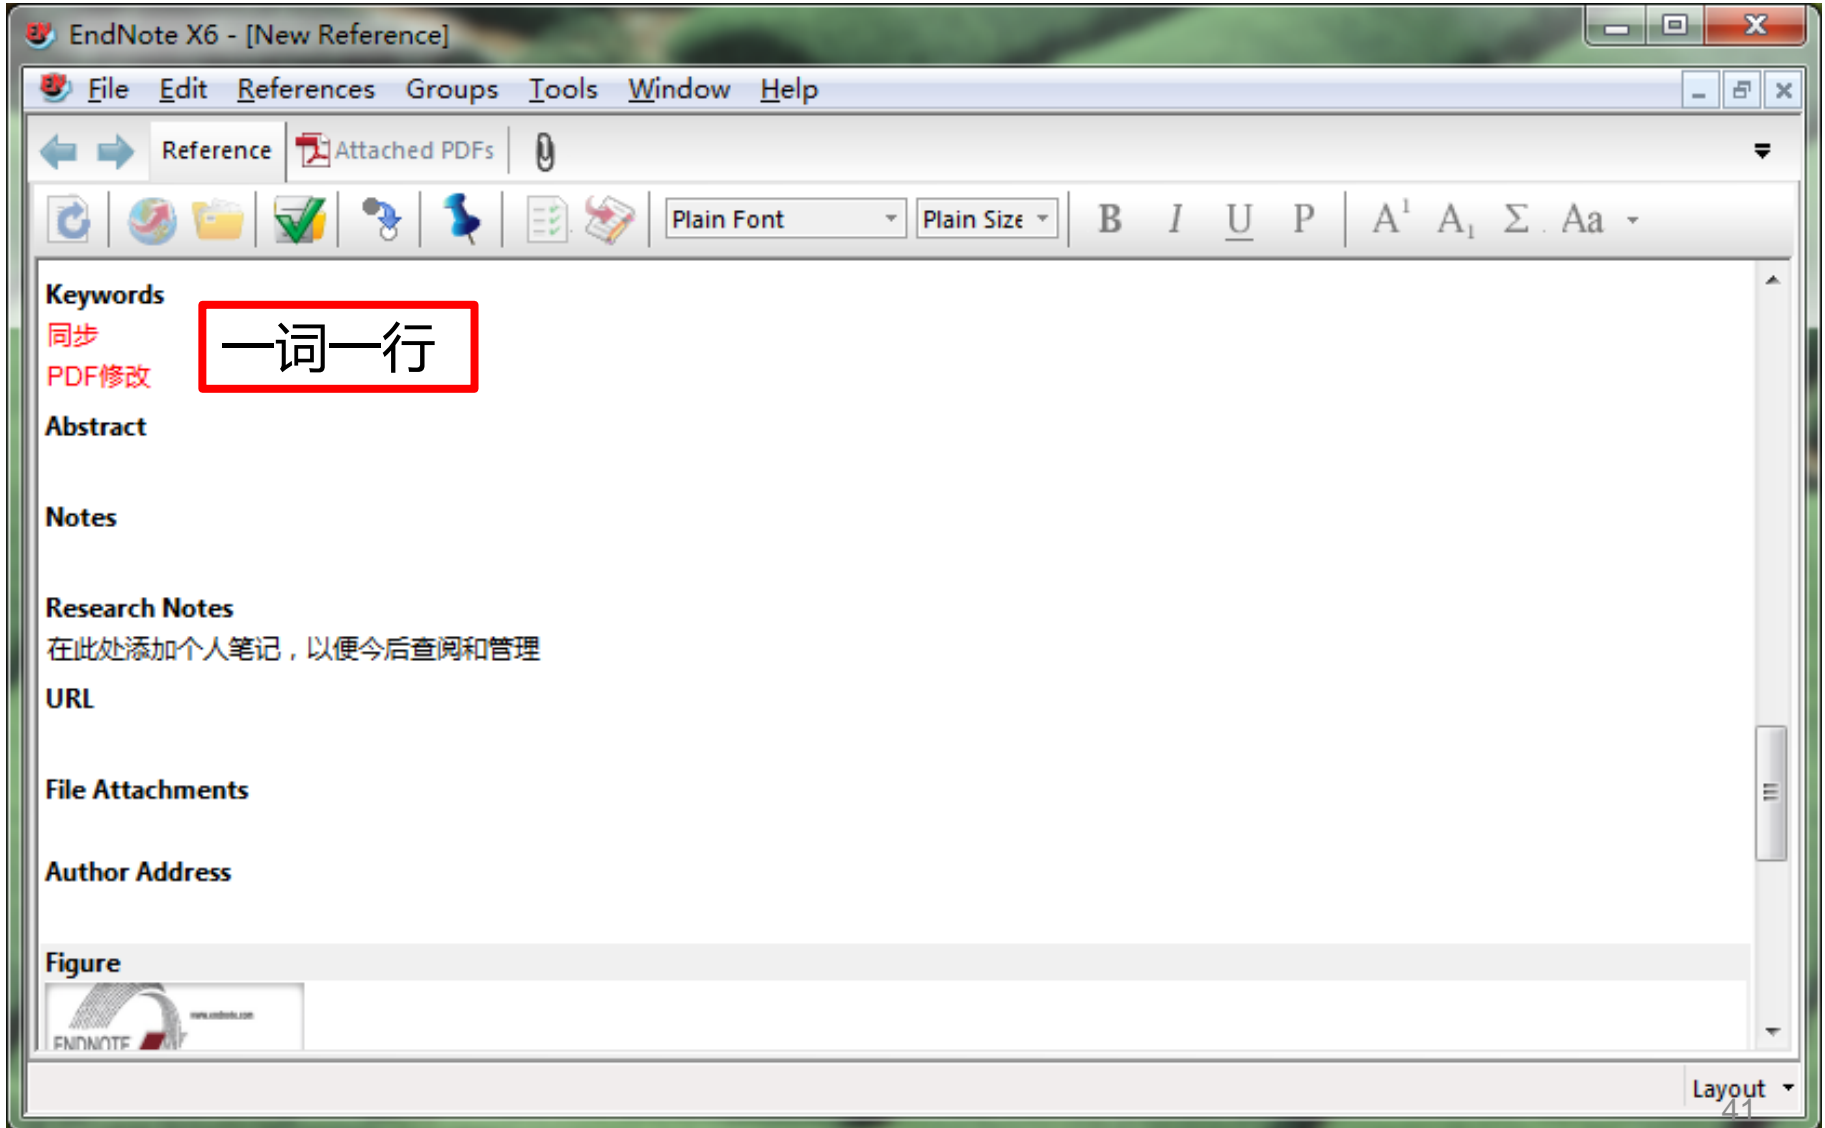 EndNote X6 - [New Reference]
File Edit References Groups Tools Window Help
Reference Attached PDFs
Plain Font Plain Size B I U P A1 A1 Σ Aa
Keywords
同步
一词一行
PDF修改
Abstract
Notes
Research Notes
在此处添加个人笔记，以便今后查阅和管理
URL
File Attachments
Author Address
Figure
www.endnote.com
ENDNOTE
Layout
41